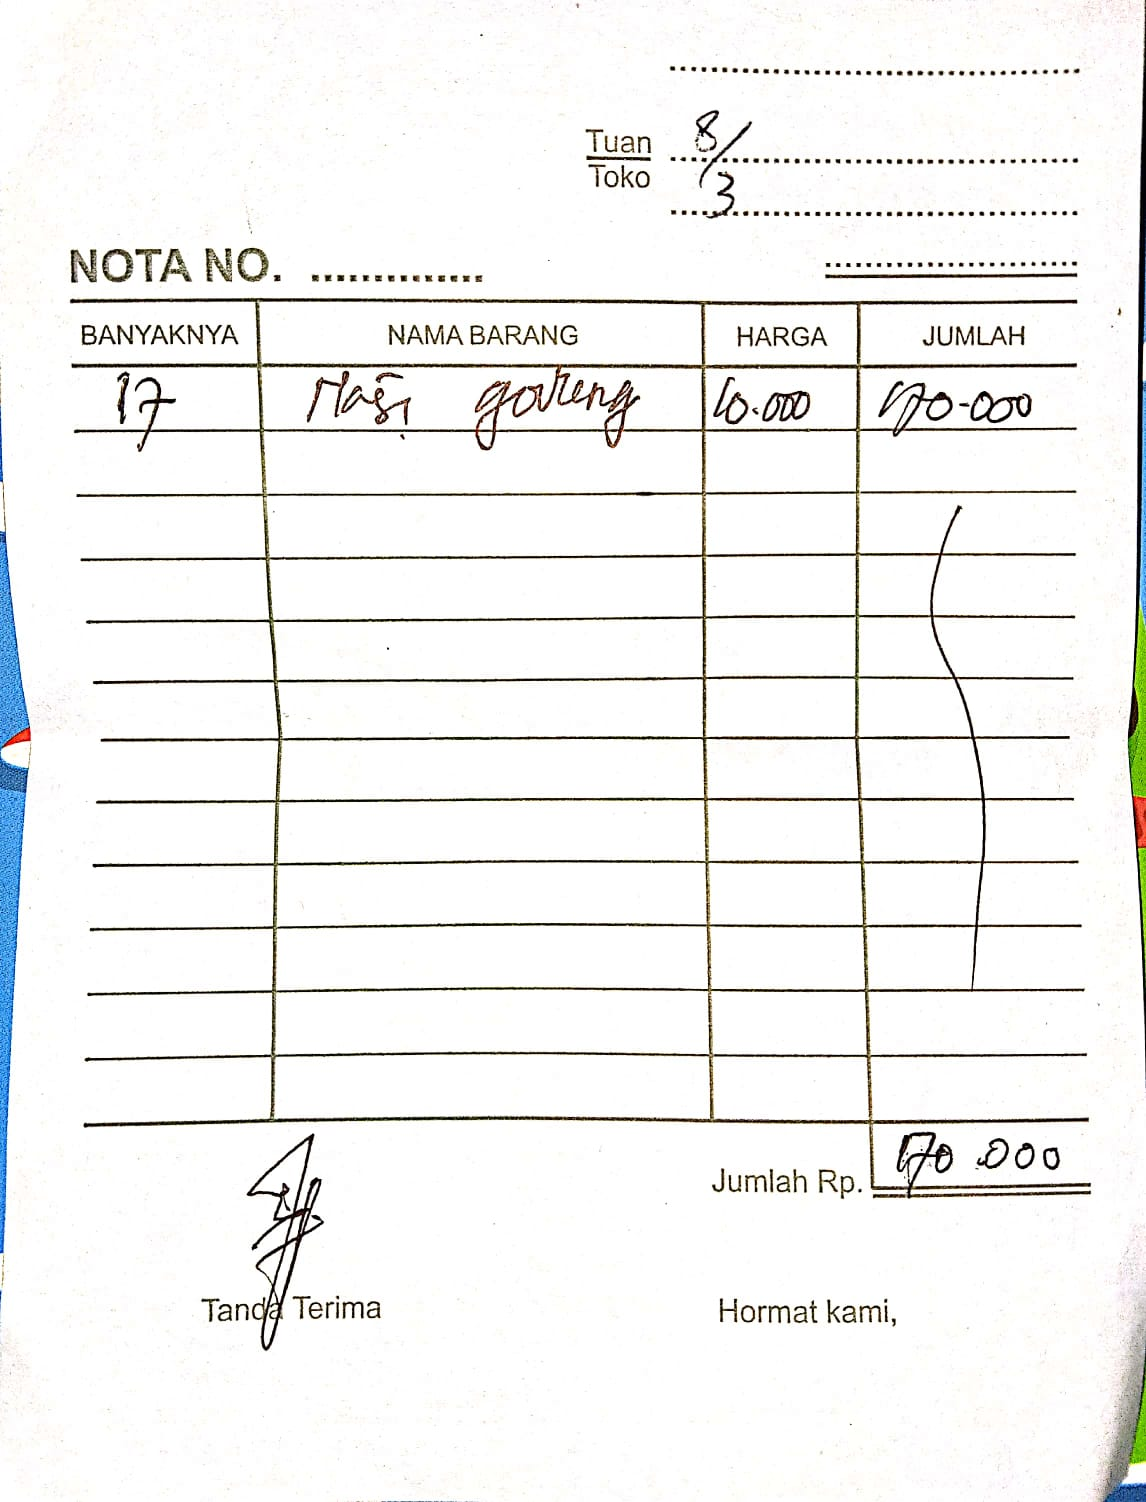 Tuan 8/
Toko 3
NOTA NO.
BANYAKNYA NAMA BARANG HARGA JUMLAH
17 Nasi goreng 10.000 170.000
Jumlah Rp. 170.000
Tanda Terima Hormat kami,